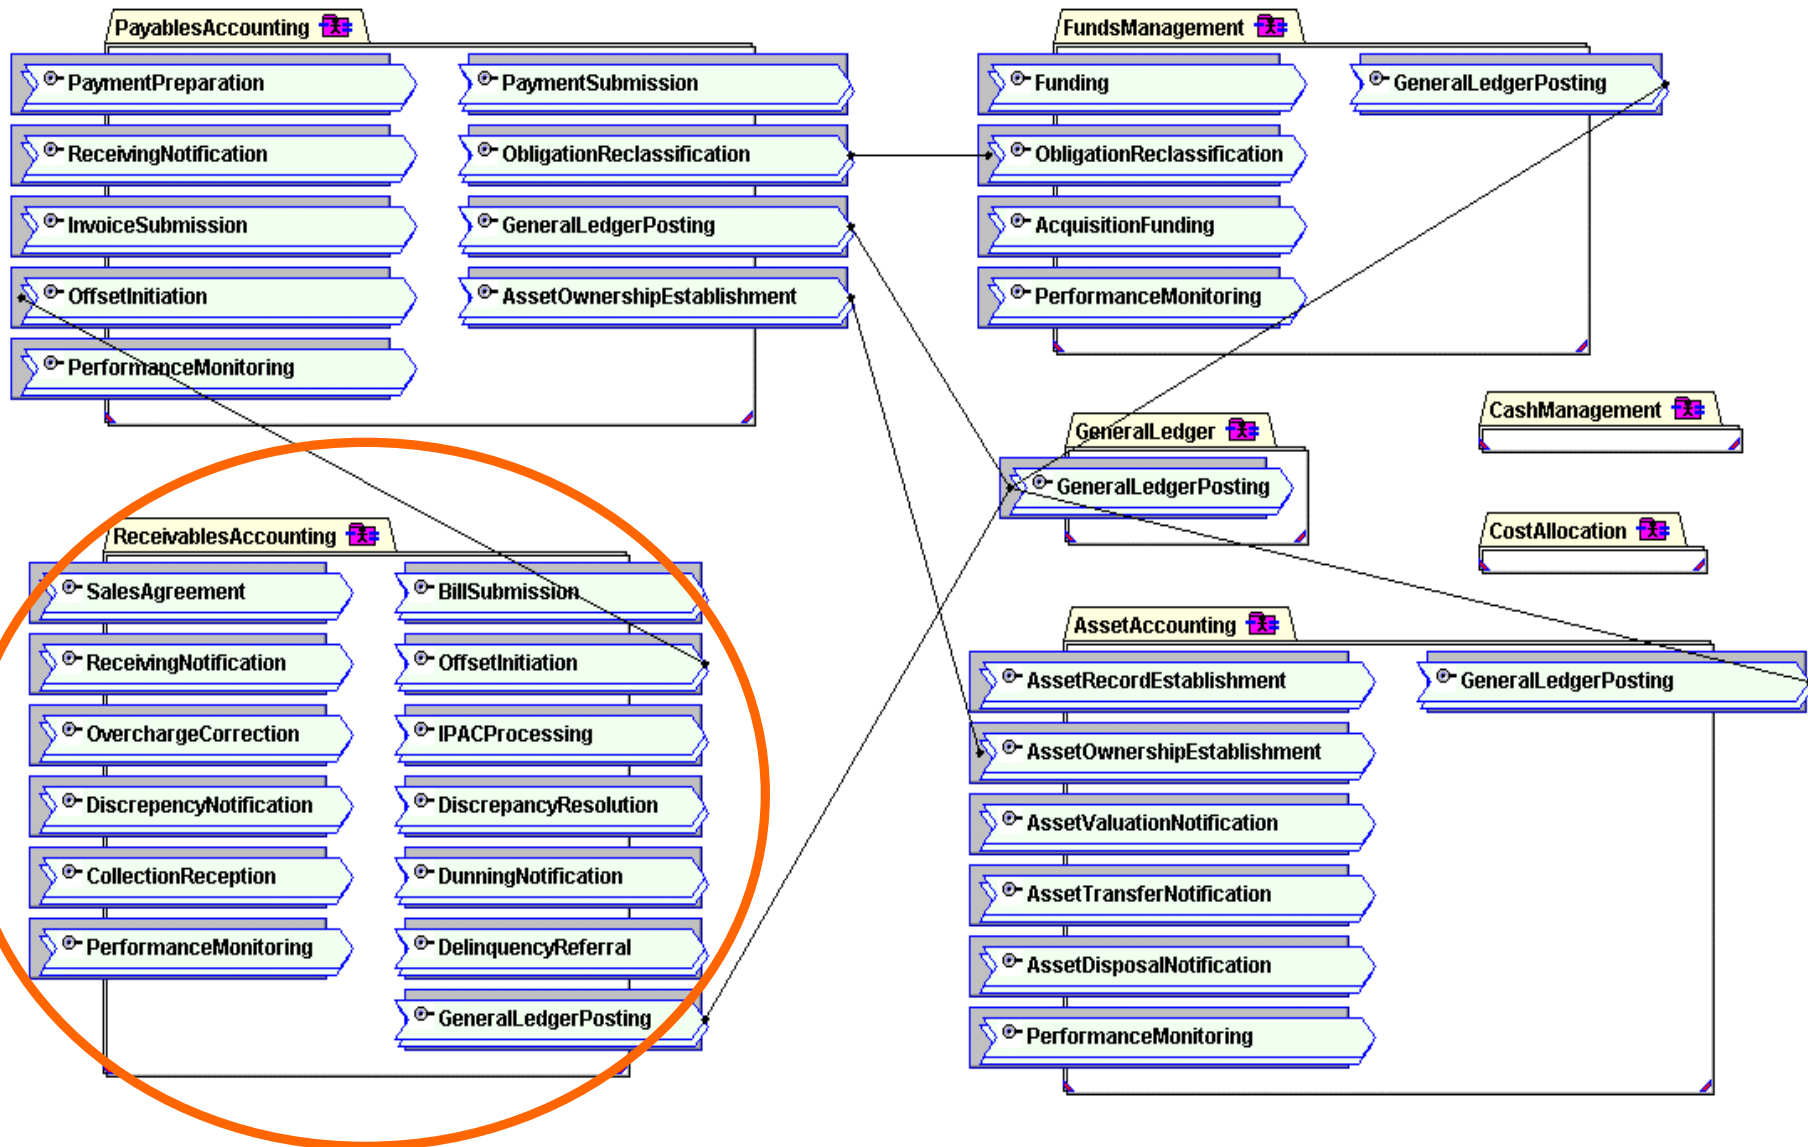 PayablesAccounting
PaymentPreparation
ReceivingNotification
InvoiceSubmission
OffsetInitiation
PerformanceMonitoring
PaymentSubmission
ObligationReclassification
GeneralLedgerPosting
AssetOwnershipEstablishment
FundsManagement
Funding
ObligationReclassification
AcquisitionFunding
PerformanceMonitoring
GeneralLedgerPosting
GeneralLedger
GeneralLedgerPosting
CashManagement
CostAllocation
ReceivablesAccounting
SalesAgreement
ReceivingNotification
OverchargeCorrection
DiscrepencyNotification
CollectionReception
PerformanceMonitoring
BillSubmission
OffsetInitiation
IPACProcessing
DiscrepancyResolution
DunningNotification
DelinquencyReferral
GeneralLedgerPosting
AssetAccounting
AssetRecordEstablishment
AssetOwnershipEstablishment
AssetValuationNotification
AssetTransferNotification
AssetDisposalNotification
PerformanceMonitoring
GeneralLedgerPosting